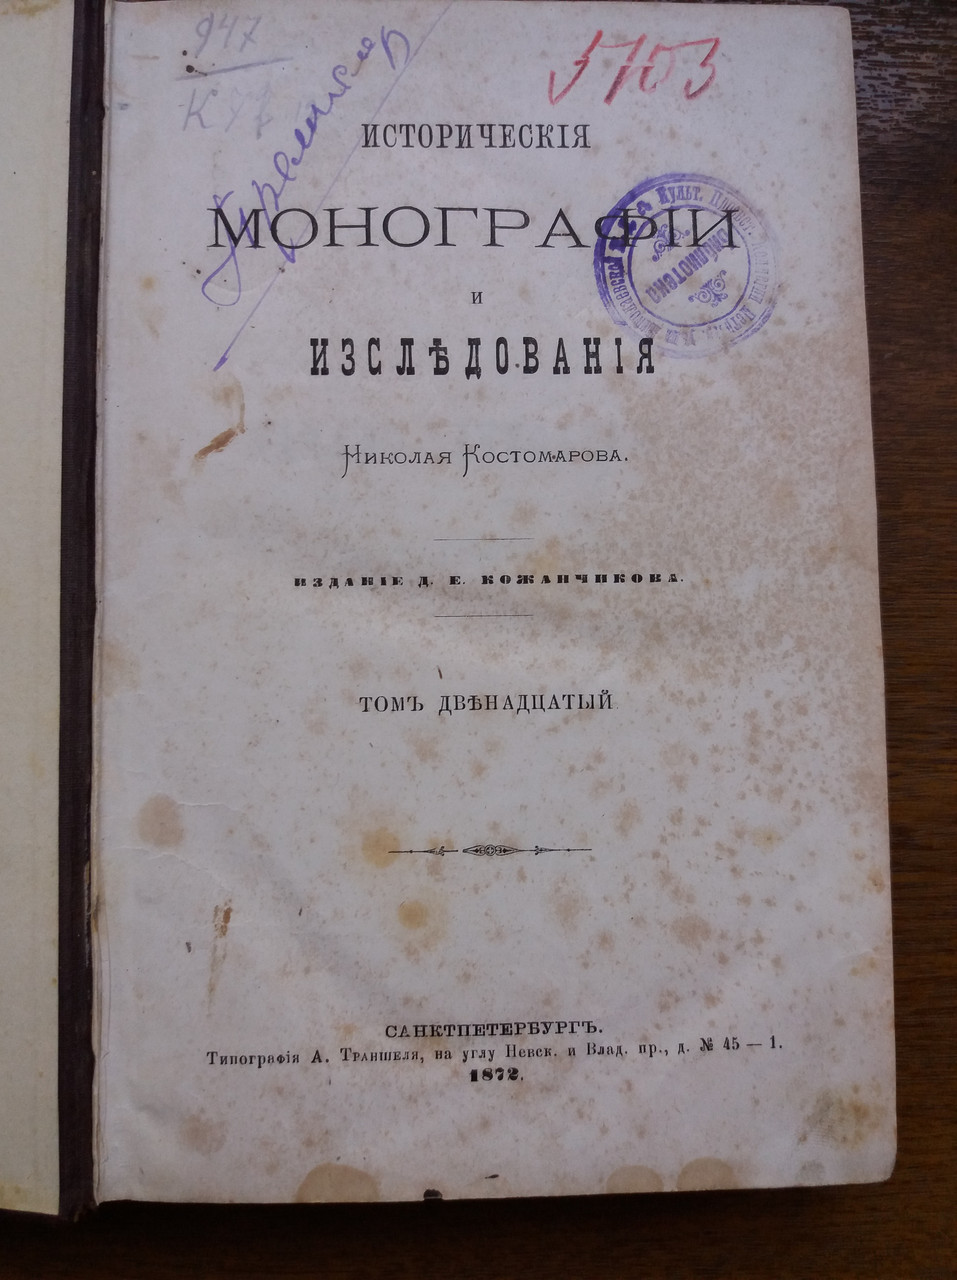 947
5703
ИСТОРИЧЕСКІЯ
МОНОГРАФІИ
И
ИЗСЛѢДОВАНІЯ
НИКОЛАЯ КОСТОМАРОВА.
Библиотека
ИЗДАНІЕ Д. Е. КОЖАНЧИКОВА.
ТОМЪ ДВѢНАДЦАТЫЙ
САНКТПЕТЕРБУРГЪ.
Типографія А. Траншеля, на углу Невск. и Влад. пр., д. № 45 — 1.
1872.